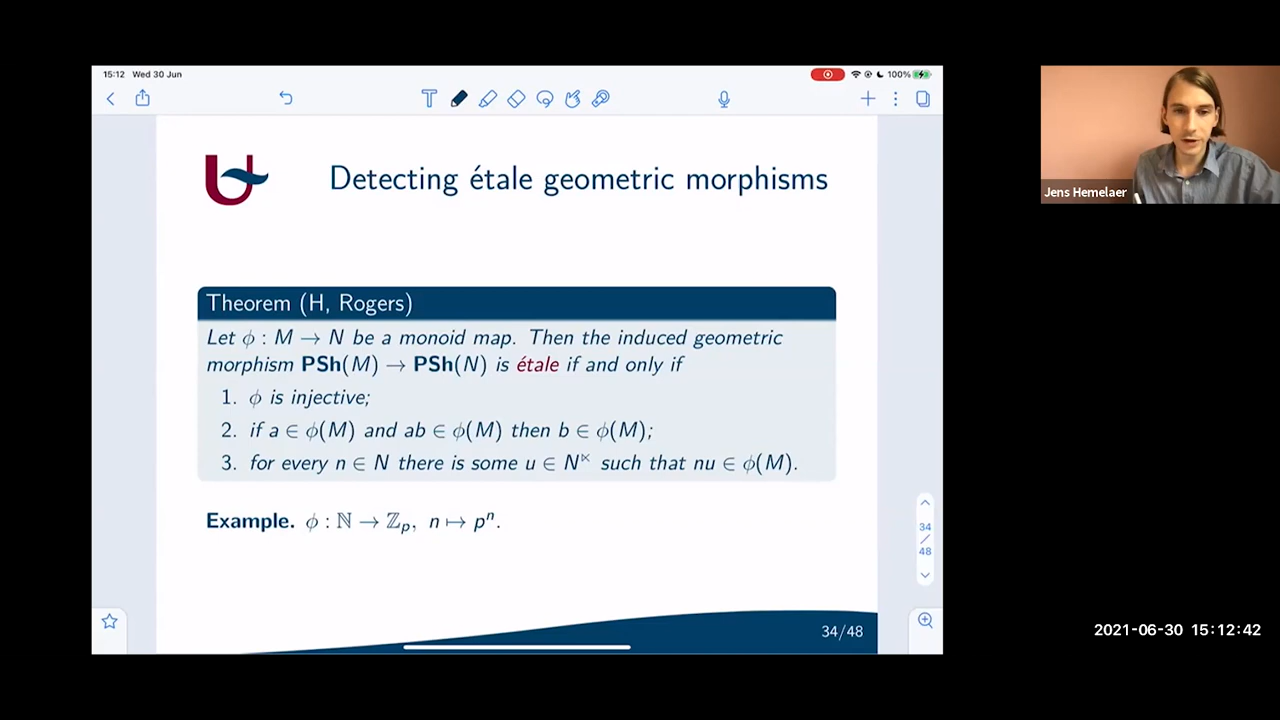 15:12 Wed 30 Jun
100%
Detecting étale geometric morphisms
Theorem (H, Rogers)
Let ϕ : M → N be a monoid map. Then the induced geometric
morphism PSh(M) → PSh(N) is étale if and only if
1. ϕ is injective;
2. if a ∈ ϕ(M) and ab ∈ ϕ(M) then b ∈ ϕ(M);
3. for every n ∈ N there is some u ∈ N^⋉ such that nu ∈ ϕ(M).
Example. ϕ : ℕ → ℤ_p, n ↦ p^n.
34/48
34
/
48
Jens Hemelaer
2021-06-30 15:12:42